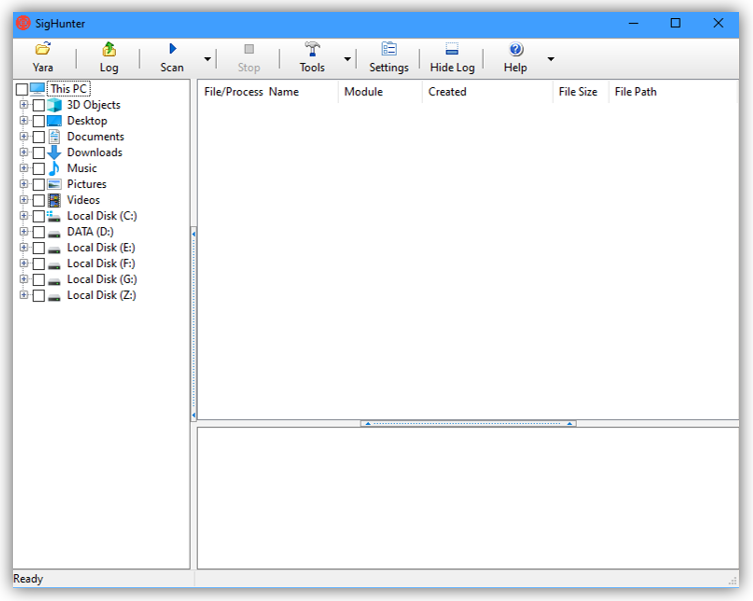 SigHunter
Yara Log Scan Stop Tools Settings Hide Log Help
This PC
3D Objects
Desktop
Documents
Downloads
Music
Pictures
Videos
Local Disk (C:)
DATA (D:)
Local Disk (E:)
Local Disk (F:)
Local Disk (G:)
Local Disk (Z:)
File/Process Name Module Created File Size File Path
Ready